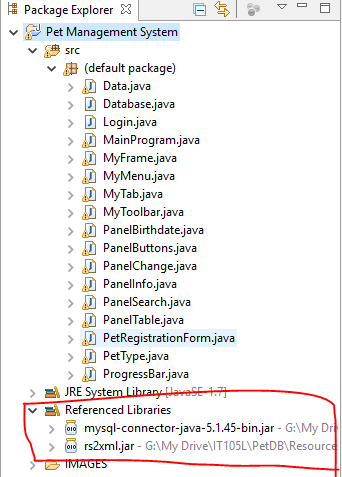 Package Explorer
Pet Management System
src
(default package)
Data.java
Database.java
Login.java
MainProgram.java
MyFrame.java
MyMenu.java
MyTab.java
MyToolbar.java
PanelBirthdate.java
PanelButtons.java
PanelChange.java
PanelInfo.java
PanelSearch.java
PanelTable.java
PetRegistrationForm.java
PetType.java
ProgressBar.java
JRE System Library [JavaSE-1.7]
Referenced Libraries
mysql-connector-java-5.1.45-bin.jar - G:\My Dr
rs2xml.jar - G:\My Drive\IT105L\PetDB\Resource
IMAGES